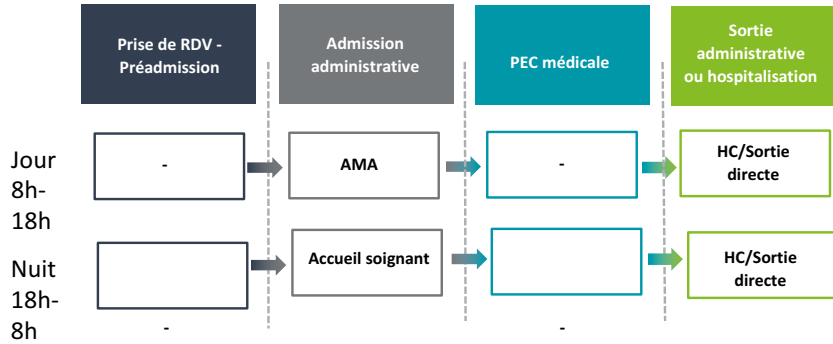 Prise de RDV -
Préadmission
Admission
administrative
PEC médicale
Sortie
administrative
ou hospitalisation
Jour
8h-
18h
-
AMA
-
HC/Sortie
directe
Nuit
18h-
8h
Accueil soignant
HC/Sortie
directe
-
-